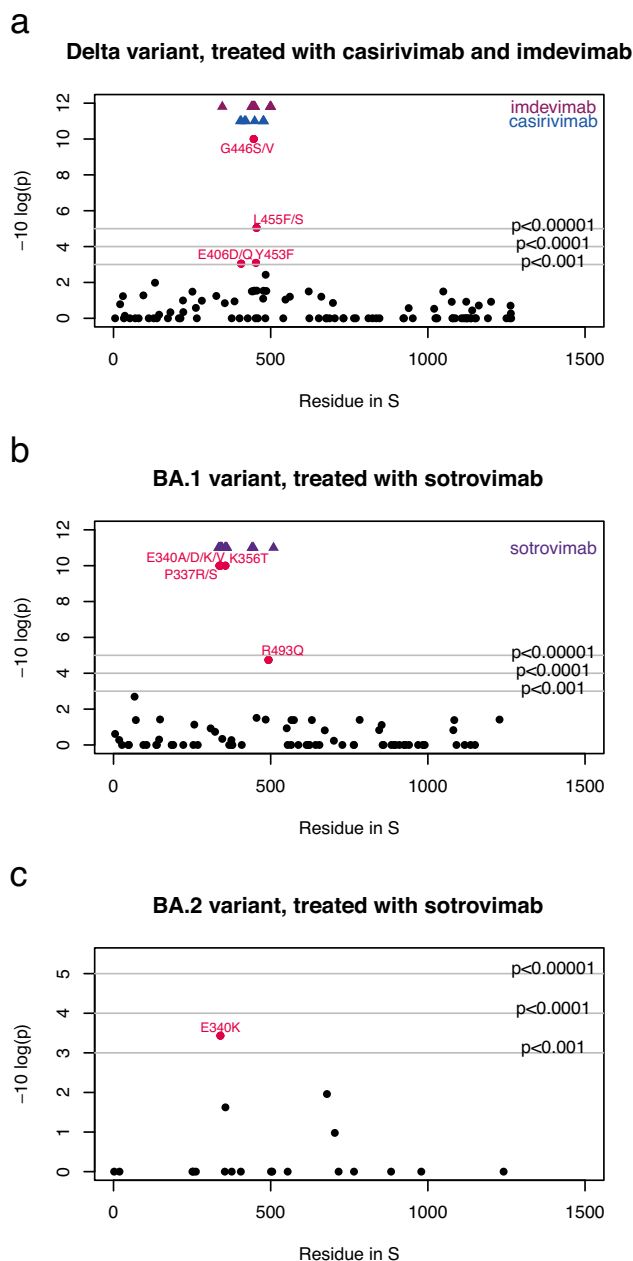 a
Delta variant, treated with casirivimab and imdevimab
12
10
8
6
4
2
0
−10 log(p)
imdevimab
casirivimab
G446S/V
L455F/S
E406D/Q Y453F
p<0.00001
p<0.0001
p<0.001
0 500 1000 1500
Residue in S
b
BA.1 variant, treated with sotrovimab
12
10
8
6
4
2
0
−10 log(p)
sotrovimab
E340A/D/K/V K356T
P337R/S
R493Q
p<0.00001
p<0.0001
p<0.001
0 500 1000 1500
Residue in S
c
BA.2 variant, treated with sotrovimab
5
4
3
2
1
0
−10 log(p)
p<0.00001
p<0.0001
E340K
p<0.001
0 500 1000 1500
Residue in S